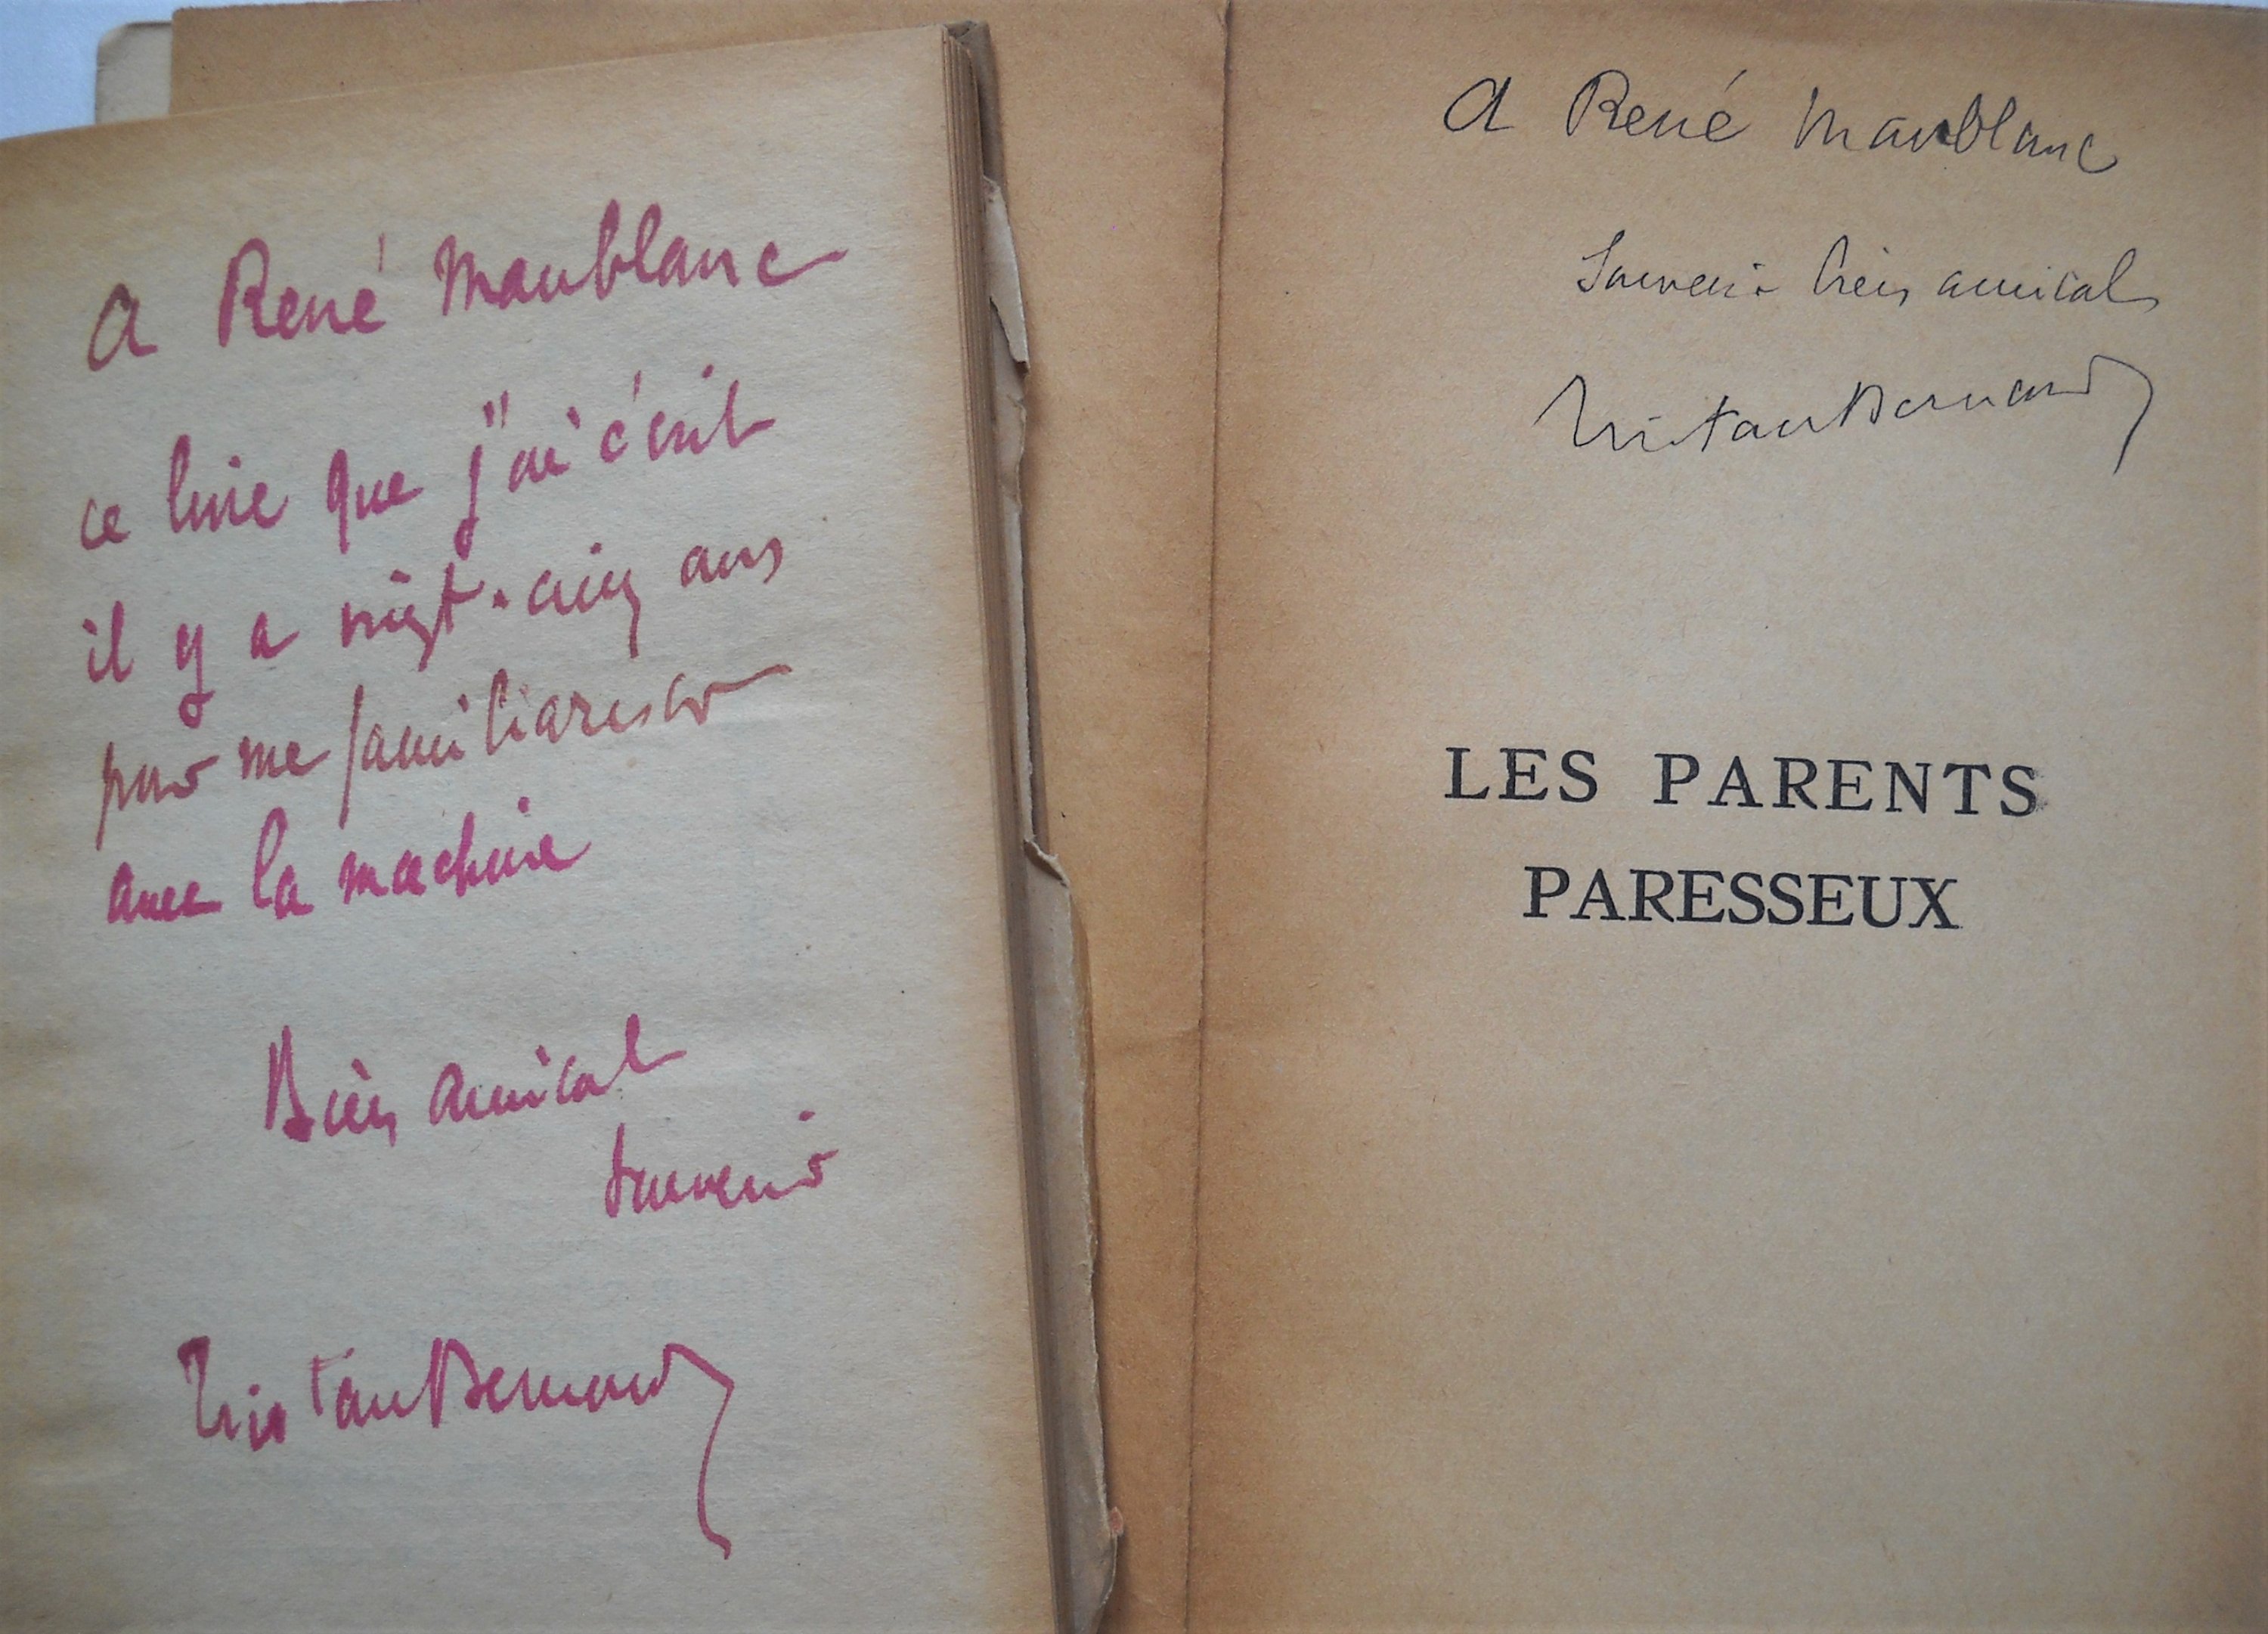 A René Maublanc
ce livre que j'ai écrit
il y a vingt-cinq ans
pour me familiariser
avec la machine
Bien amical
souvenir
Tristan Bernard
A René Maublanc
Souvenir très amical
Tristan Bernard
LES PARENTS
PARESSEUX